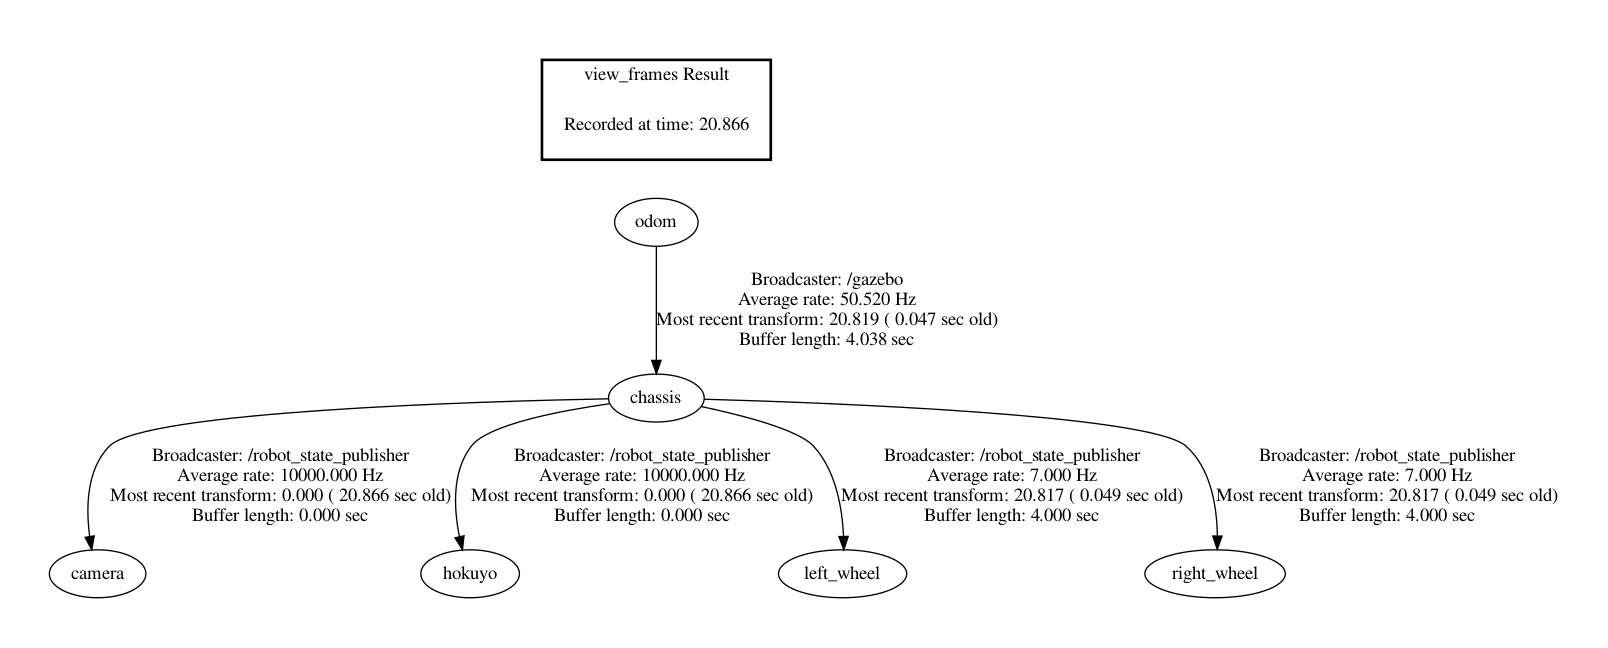 view_frames Result
Recorded at time: 20.866
odom
Broadcaster: /gazebo
Average rate: 50.520 Hz
Most recent transform: 20.819 ( 0.047 sec old)
Buffer length: 4.038 sec
chassis
Broadcaster: /robot_state_publisher
Average rate: 10000.000 Hz
Most recent transform: 0.000 ( 20.866 sec old)
Buffer length: 0.000 sec
Broadcaster: /robot_state_publisher
Average rate: 10000.000 Hz
Most recent transform: 0.000 ( 20.866 sec old)
Buffer length: 0.000 sec
Broadcaster: /robot_state_publisher
Average rate: 7.000 Hz
Most recent transform: 20.817 ( 0.049 sec old)
Buffer length: 4.000 sec
Broadcaster: /robot_state_publisher
Average rate: 7.000 Hz
Most recent transform: 20.817 ( 0.049 sec old)
Buffer length: 4.000 sec
camera
hokuyo
left_wheel
right_wheel